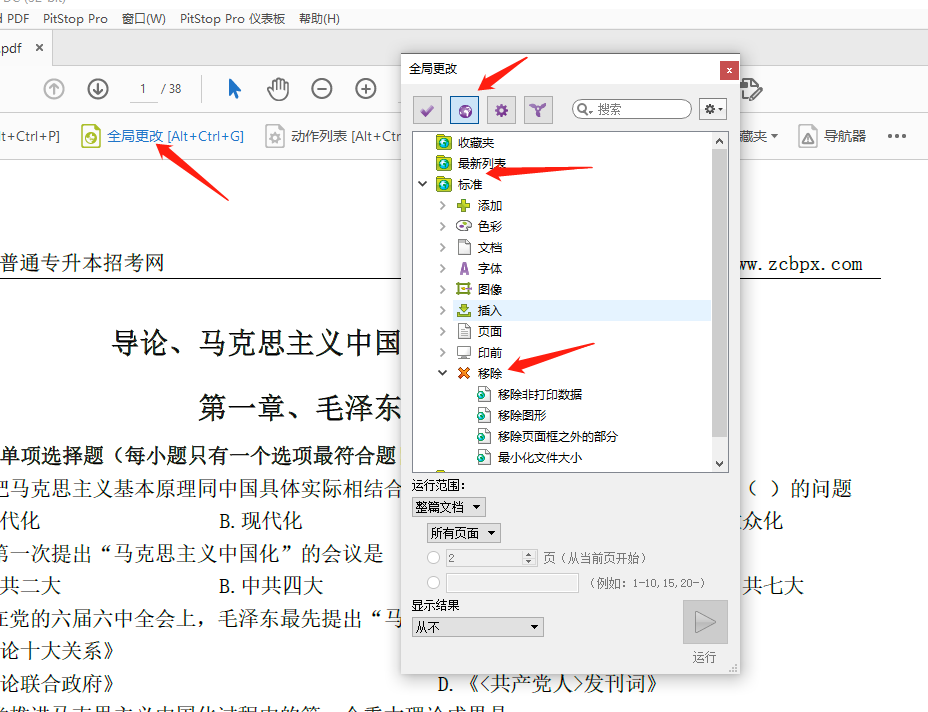 PDF PitStop Pro 窗口(W) PitStop Pro 仪表板 帮助(H)
.pdf ×
1 / 38
lt+Ctrl+P] 全局更改 [Alt+Ctrl+G] 动作列表 [Alt+Ctr
藏夹 导航器
全局更改
搜索
收藏夹
最新列表
标准
添加
色彩
文档
字体
图像
插入
页面
印前
移除
移除非打印数据
移除图形
移除页面框之外的部分
最小化文件大小
运行范围:
整篇文档
所有页面
2 页（从当前页开始）
（例如: 1-10,15,20-）
显示结果
从不
运行
普通专升本招考网
ww.zcbpx.com
导论、马克思主义中国
第一章、毛泽东
单项选择题（每小题只有一个选项最符合题
把马克思主义基本原理同中国具体实际相结合
（ ）的问题
代化 B.现代化
众化
第一次提出“马克思主义中国化”的会议是
共二大 B.中共四大
共七大
在党的六届六中全会上，毛泽东最先提出“马
论十大关系》
论联合政府》 D.《<共产党人>发刊词》